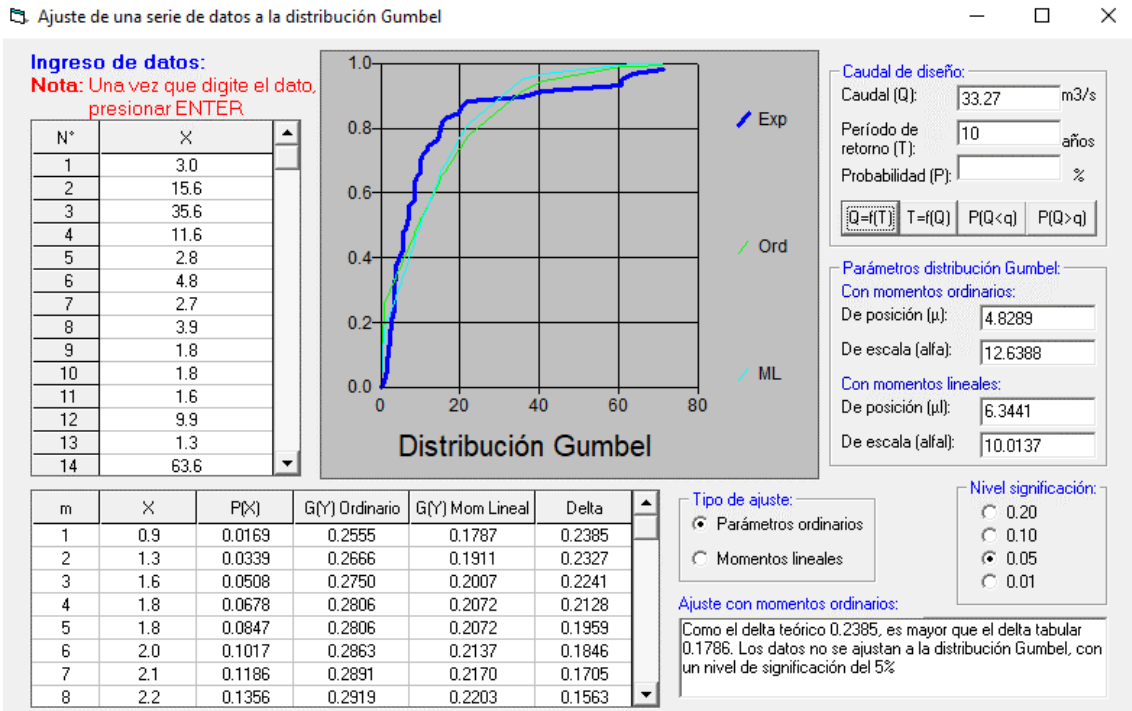 Ajuste de una serie de datos a la distribución Gumbel
Ingreso de datos:
Nota: Una vez que digite el dato,
presionar ENTER
N° X
1 3.0
2 15.6
3 35.6
4 11.6
5 2.8
6 4.8
7 2.7
8 3.9
9 1.8
10 1.8
11 1.6
12 9.9
13 1.3
14 63.6
1.0
0.8
0.6
0.4
0.2
0.0
0 20 40 60 80
Exp
Ord
ML
Distribución Gumbel
Caudal de diseño:
Caudal (Q): 33.27 m3/s
Período de
retorno (T): 10 años
Probabilidad (P): %
Q=f(T) T=f(Q) P(Q<q) P(Q>q)
Parámetros distribución Gumbel:
Con momentos ordinarios:
De posición (µ): 4.8289
De escala (alfa): 12.6388
Con momentos lineales:
De posición (µl): 6.3441
De escala (alfal): 10.0137
m X P(X) G(Y) Ordinario G(Y) Mom Lineal Delta
1 0.9 0.0169 0.2555 0.1787 0.2385
2 1.3 0.0339 0.2666 0.1911 0.2327
3 1.6 0.0508 0.2750 0.2007 0.2241
4 1.8 0.0678 0.2806 0.2072 0.2128
5 1.8 0.0847 0.2806 0.2072 0.1959
6 2.0 0.1017 0.2863 0.2137 0.1846
7 2.1 0.1186 0.2891 0.2170 0.1705
8 2.2 0.1356 0.2919 0.2203 0.1563
Tipo de ajuste:
Parámetros ordinarios
Momentos lineales
Nivel significación:
0.20
0.10
0.05
0.01
Ajuste con momentos ordinarios:
Como el delta teórico 0.2385, es mayor que el delta tabular
0.1786. Los datos no se ajustan a la distribución Gumbel, con
un nivel de significación del 5%